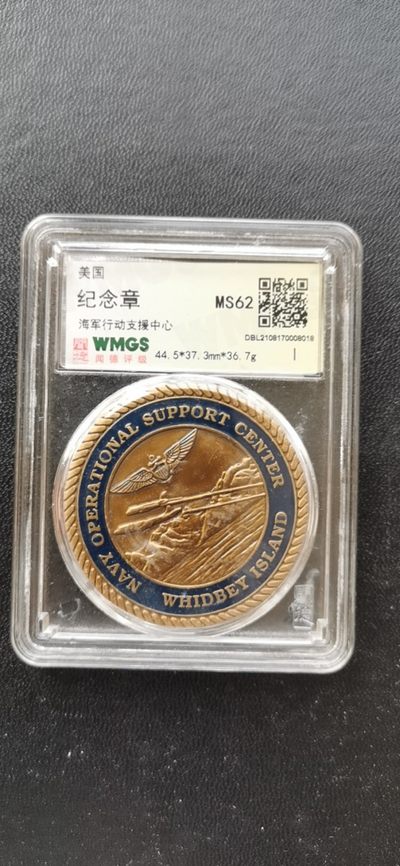 美国
纪念章 MS62
海军行动支援中心
DBL2108170008018
WMGS
闻德评级 44.5*37.3mm*36.7g
NAVY OPERATIONAL SUPPORT CENTER
WHIDBEY ISLAND